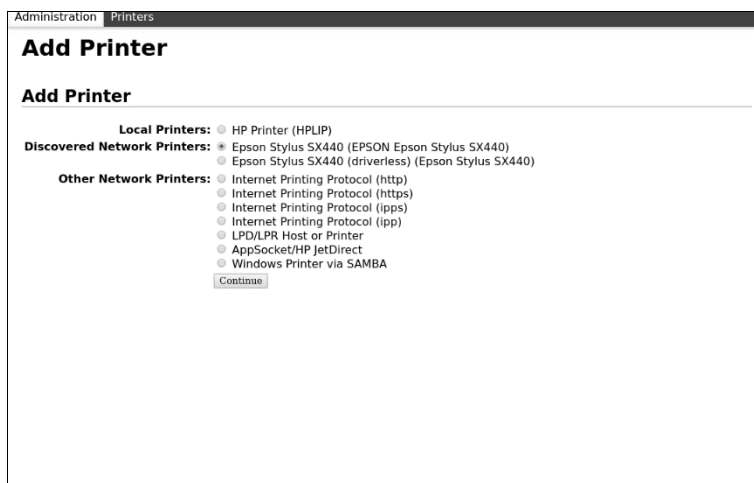 Administration Printers
Add Printer
Add Printer
Local Printers: HP Printer (HPLIP)
Discovered Network Printers: Epson Stylus SX440 (EPSON Epson Stylus SX440)
Epson Stylus SX440 (driverless) (Epson Stylus SX440)
Other Network Printers: Internet Printing Protocol (http)
Internet Printing Protocol (https)
Internet Printing Protocol (ipps)
Internet Printing Protocol (ipp)
LPD/LPR Host or Printer
AppSocket/HP JetDirect
Windows Printer via SAMBA
Continue